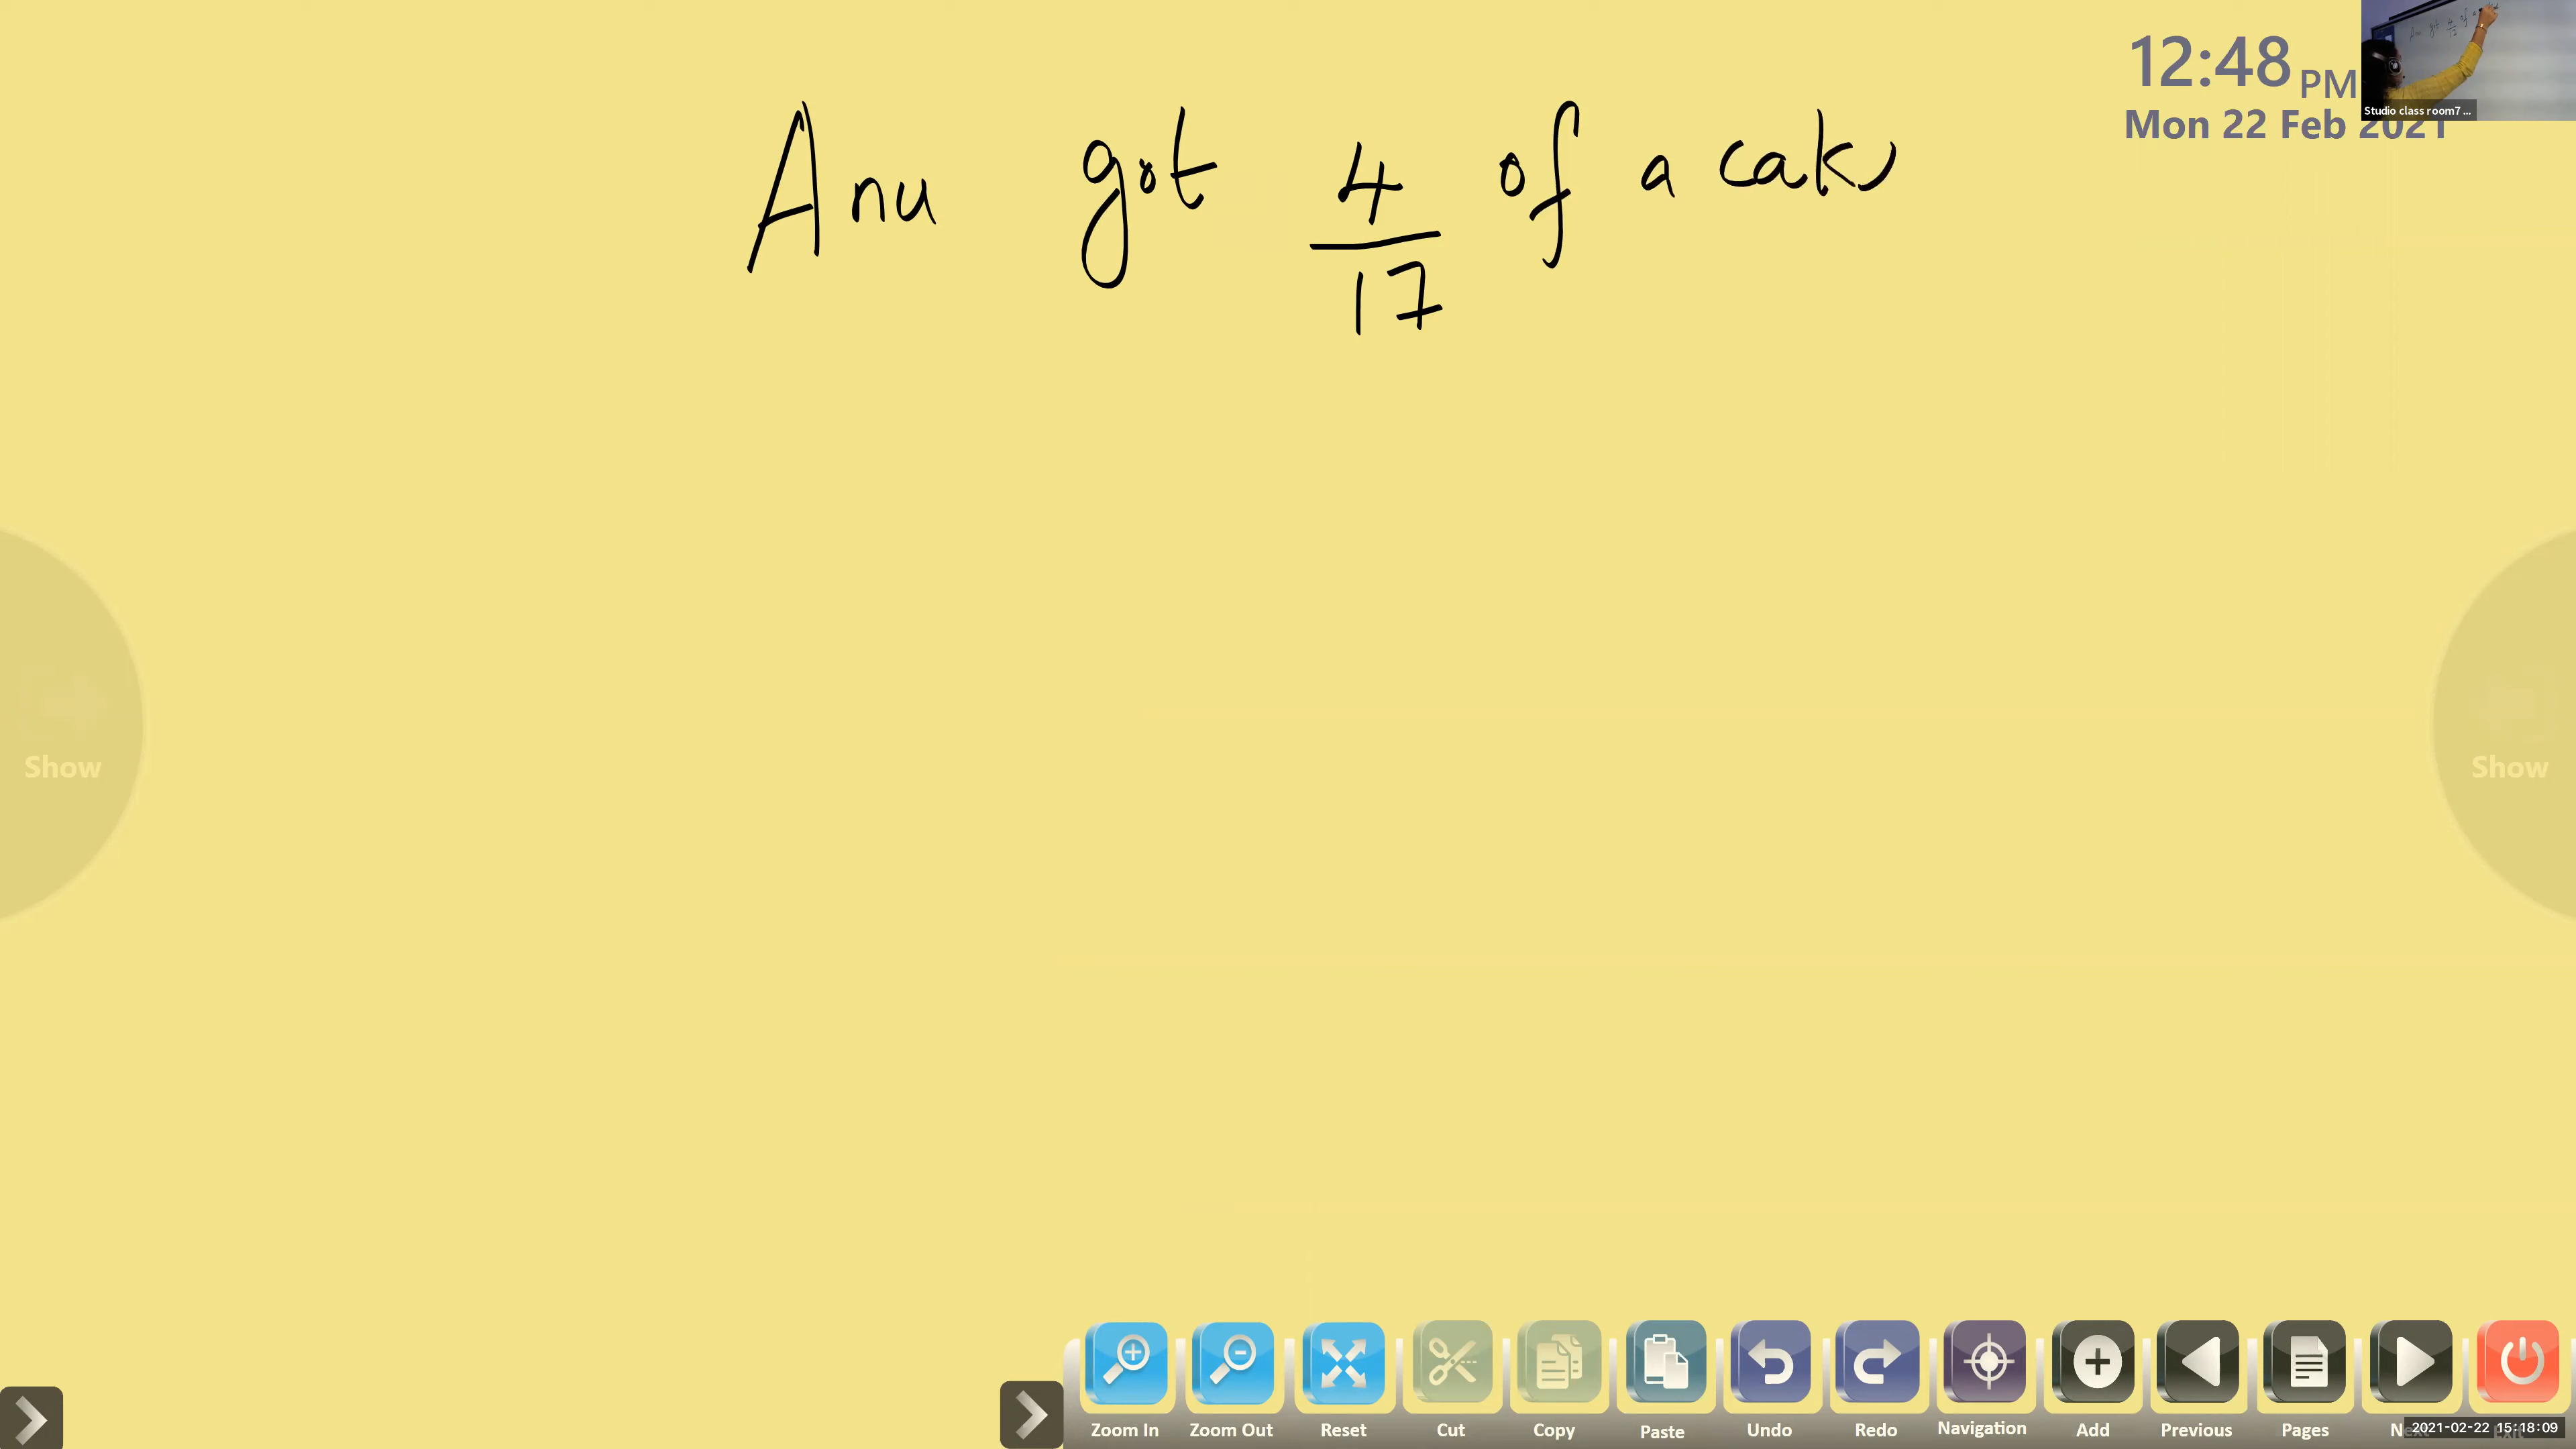 12:48 PM
Mon 22 Feb 2021
Studio class room7 ...
Anu got 4/17 of a cake
Show
Show
Zoom In Zoom Out Reset Cut Copy Paste Undo Redo Navigation Add Previous Pages
2021-02-22 15:18:09